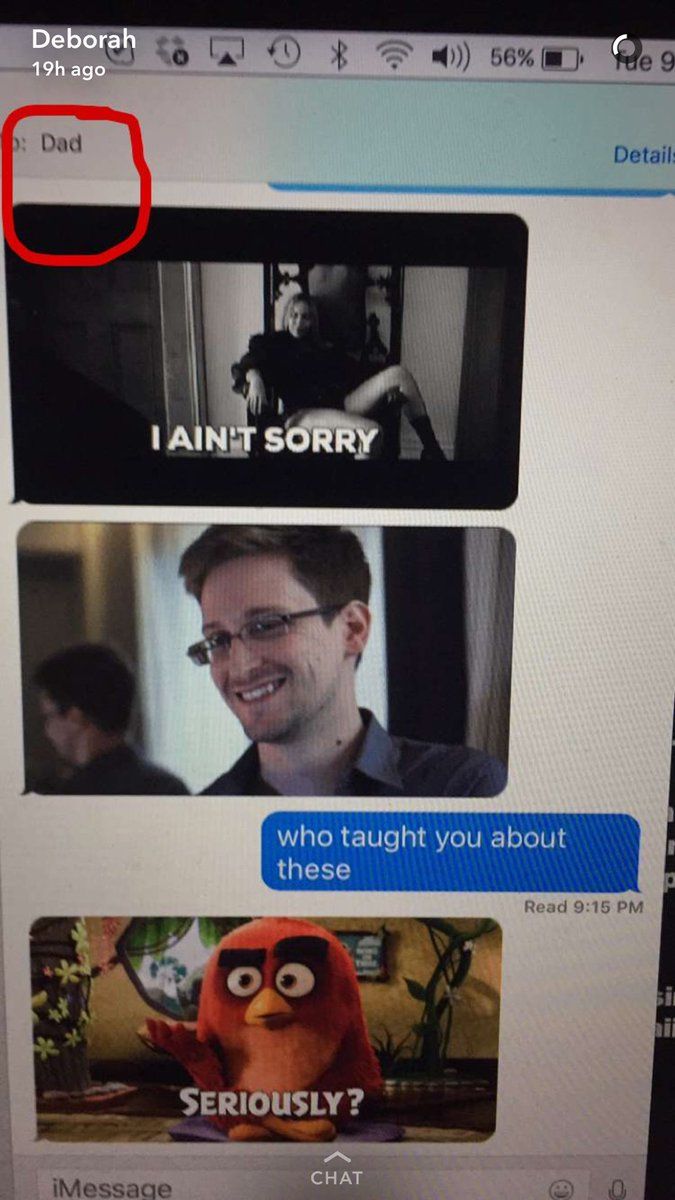 Deborah
19h ago
56%
Tue 9
Dad
Details
I AIN'T SORRY
who taught you about
these
Read 9:15 PM
SERIOUSLY?
iMessage
CHAT